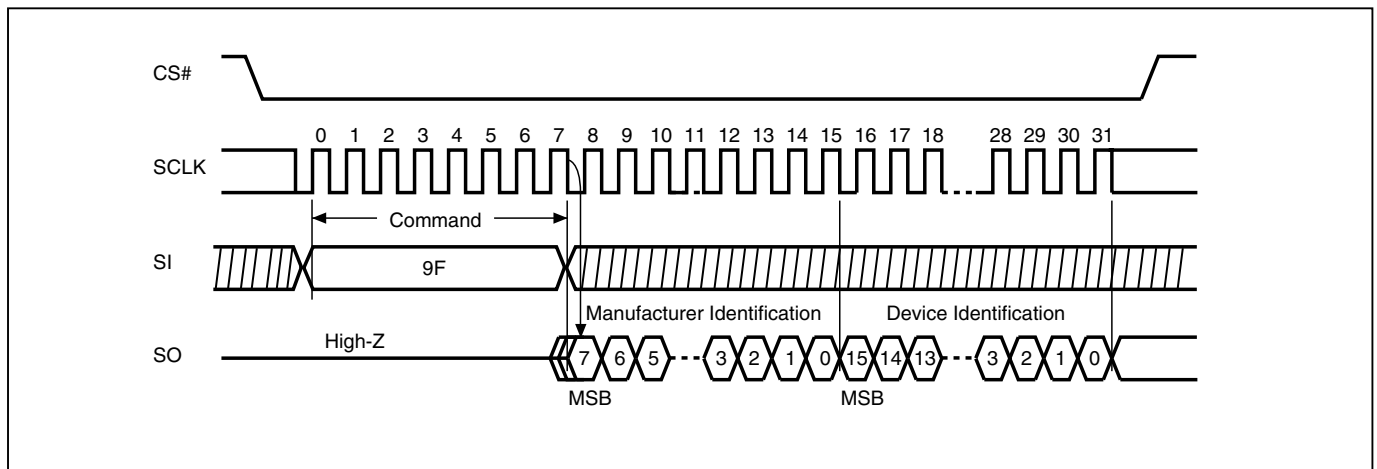 CS#
0 1 2 3 4 5 6 7 8 9 10 11 12 13 14 15 16 17 18 28 29 30 31
SCLK
Command
SI
9F
Manufacturer Identification Device Identification
High-Z
SO
7 6 5 3 2 1 0 15 14 13 3 2 1 0
MSB MSB